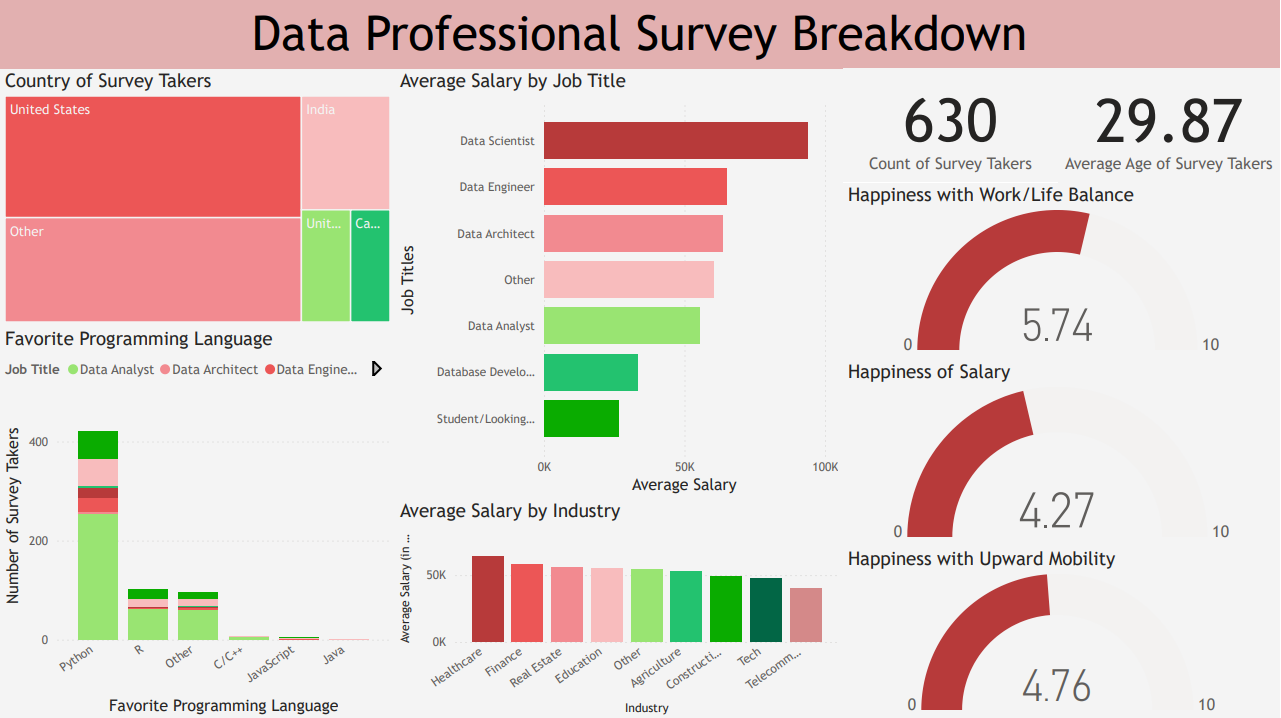 Data Professional Survey Breakdown
Country of Survey Takers
United States
India
Other
Unit...
Ca...
Favorite Programming Language
Job Title Data Analyst Data Architect Data Engine...
Number of Survey Takers
400
200
0
Python
R
Other
C/C++
JavaScript
Java
Favorite Programming Language
Average Salary by Job Title
Job Titles
Data Scientist
Data Engineer
Data Architect
Other
Data Analyst
Database Develo...
Student/Looking...
0K
50K
100K
Average Salary
Average Salary by Industry
Average Salary (in ...
50K
0K
Healthcare
Finance
Real Estate
Education
Other
Agriculture
Constructi...
Tech
Telecomm...
Industry
630
Count of Survey Takers
29.87
Average Age of Survey Takers
Happiness with Work/Life Balance
5.74
0
10
Happiness of Salary
4.27
0
10
Happiness with Upward Mobility
4.76
0
10